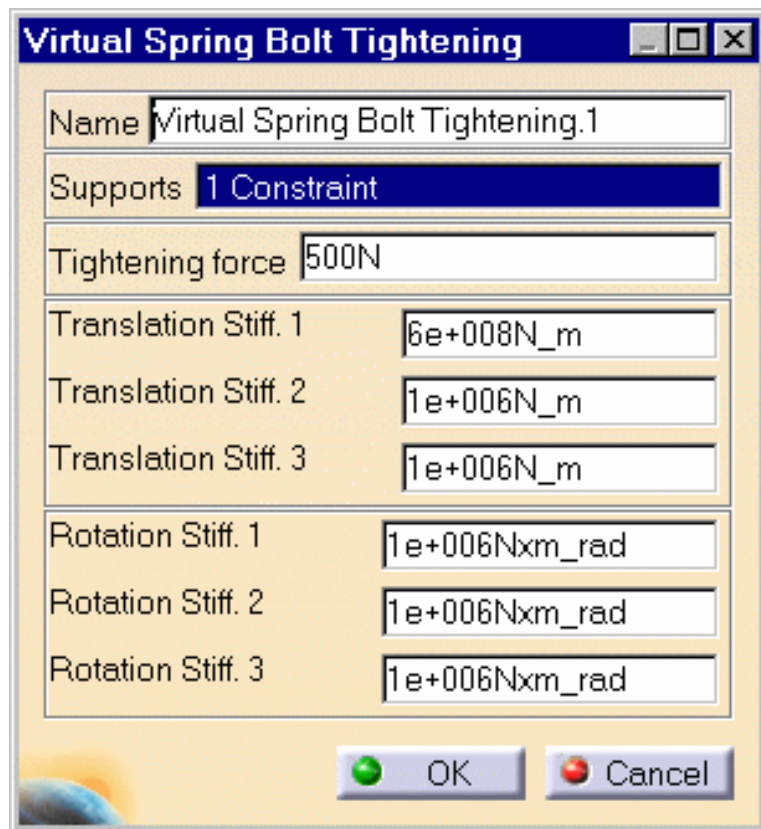 Virtual Spring Bolt Tightening
Name Virtual Spring Bolt Tightening.1
Supports 1 Constraint
Tightening force 500N
Translation Stiff. 1 6e+008N_m
Translation Stiff. 2 1e+006N_m
Translation Stiff. 3 1e+006N_m
Rotation Stiff. 1 1e+006Nxm_rad
Rotation Stiff. 2 1e+006Nxm_rad
Rotation Stiff. 3 1e+006Nxm_rad
OK Cancel